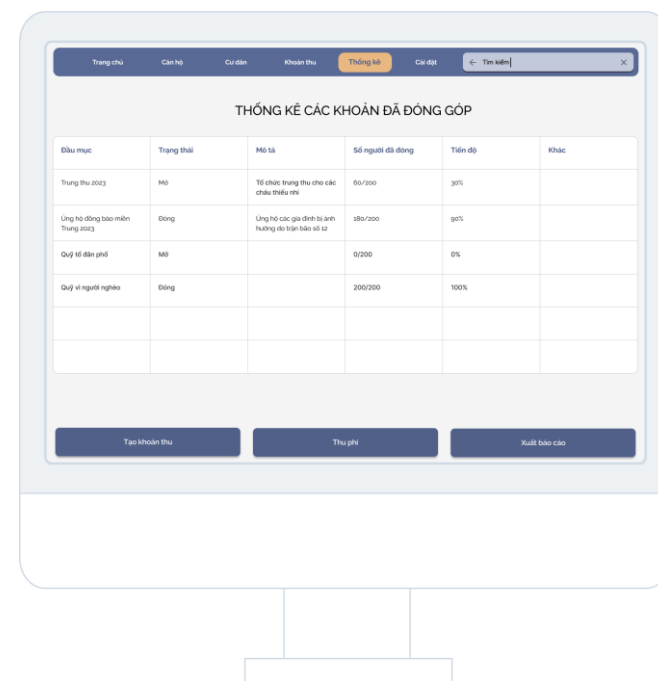 Trang chủ Căn hộ Cư dân Khoản thu Thống kê Cài đặt Tìm kiếm
THỐNG KÊ CÁC KHOẢN ĐÃ ĐÓNG GÓP
Đầu mục Trạng thái Mô tả Số người đã đóng Tiến độ Khác
Trung thu 2023 Mở Tổ chức trung thu cho các 60/200 30%
cháu thiếu nhi
Ủng hộ đồng bào miền Đóng Ủng hộ các gia đình bị ảnh 180/200 90%
Trung 2023 hưởng do trận bão số 12
Quỹ tổ dân phố Mở 0/200 0%
Quỹ vì người nghèo Đóng 200/200 100%
Tạo khoản thu Thu phí Xuất báo cáo